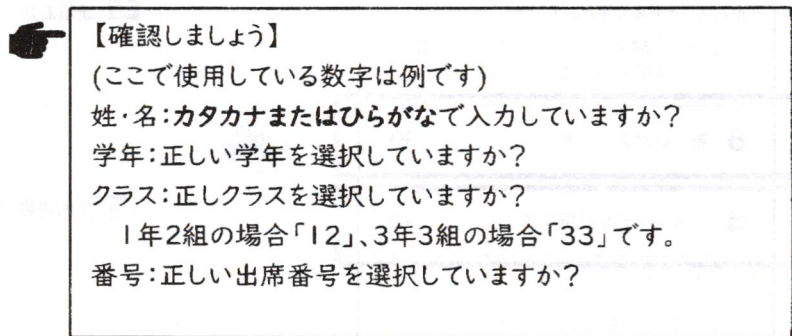 【確認しましょう】
(ここで使用している数字は例です)
姓・名:カタカナまたはひらがなで入力していますか?
学年:正しい学年を選択していますか?
クラス:正しクラスを選択していますか?
1年2組の場合「12」、3年3組の場合「33」です。
番号:正しい出席番号を選択していますか?